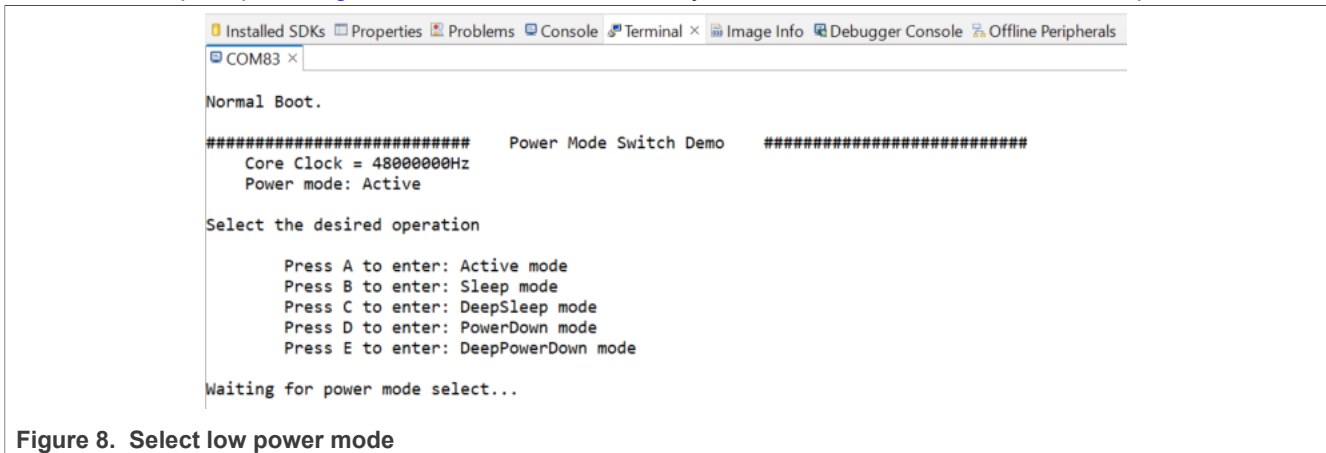 Installed SDKs Properties Problems Console Terminal × Image Info Debugger Console Offline Peripherals
COM83 ×
Normal Boot.
########################### Power Mode Switch Demo ###########################
Core Clock = 48000000Hz
Power mode: Active
Select the desired operation
Press A to enter: Active mode
Press B to enter: Sleep mode
Press C to enter: DeepSleep mode
Press D to enter: PowerDown mode
Press E to enter: DeepPowerDown mode
Waiting for power mode select...
Figure 8. Select low power mode